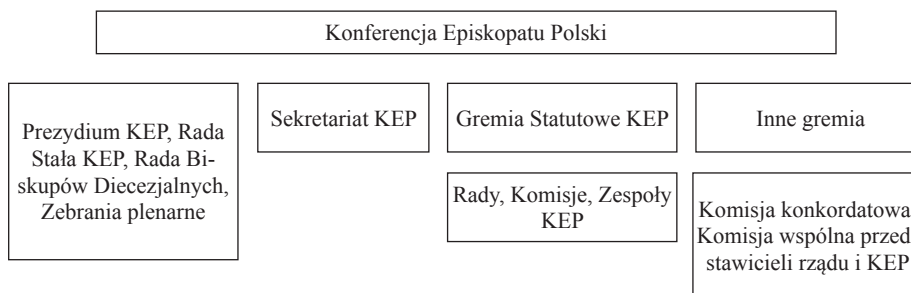 Konferencja Episkopatu Polski
Prezydium KEP, Rada
Stała KEP, Rada Bi-
skupów Diecezjalnych,
Zebrania plenarne
Sekretariat KEP
Gremia Statutowe KEP
Inne gremia
Rady, Komisje, Zespoły
KEP
Komisja konkordatowa
Komisja wspólna przed
stawicieli rządu i KEP